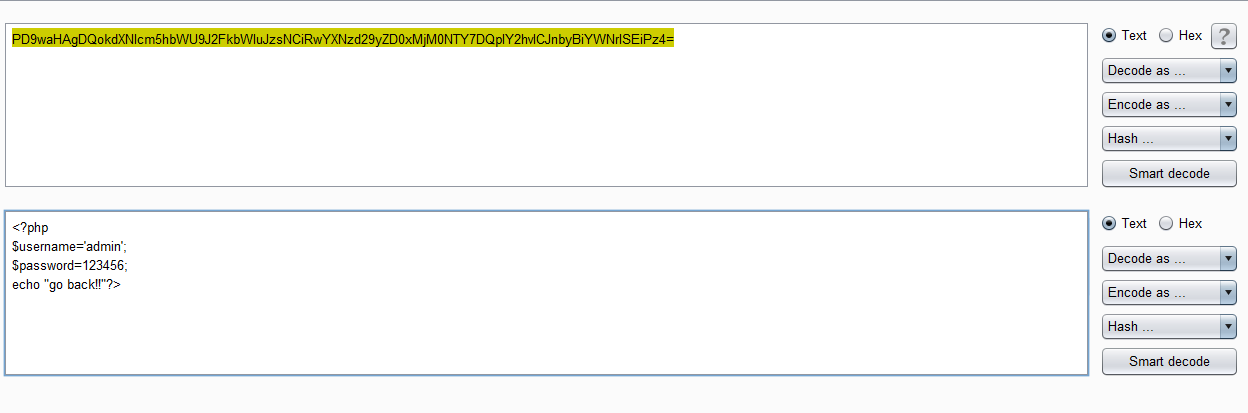 PD9waHAgDQokdXNlcm5hbWU9J2FkbWluJzsNCiRwYXNzd29yZD0xMjM0NTY7DQplY2hvICJnbyBiYWNrISEiPz4=
Text Hex ?
Decode as ...
Encode as ...
Hash ...
Smart decode
<?php
$username='admin';
$password=123456;
echo "go back!!"?>
Text Hex
Decode as ...
Encode as ...
Hash ...
Smart decode